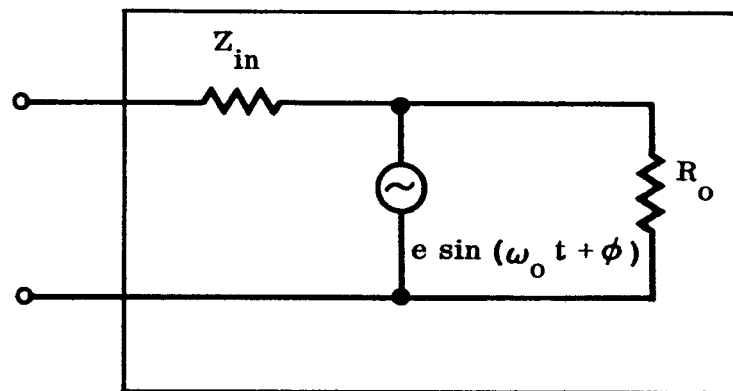 Z_in
R_o
e sin (ω_o t + ϕ)